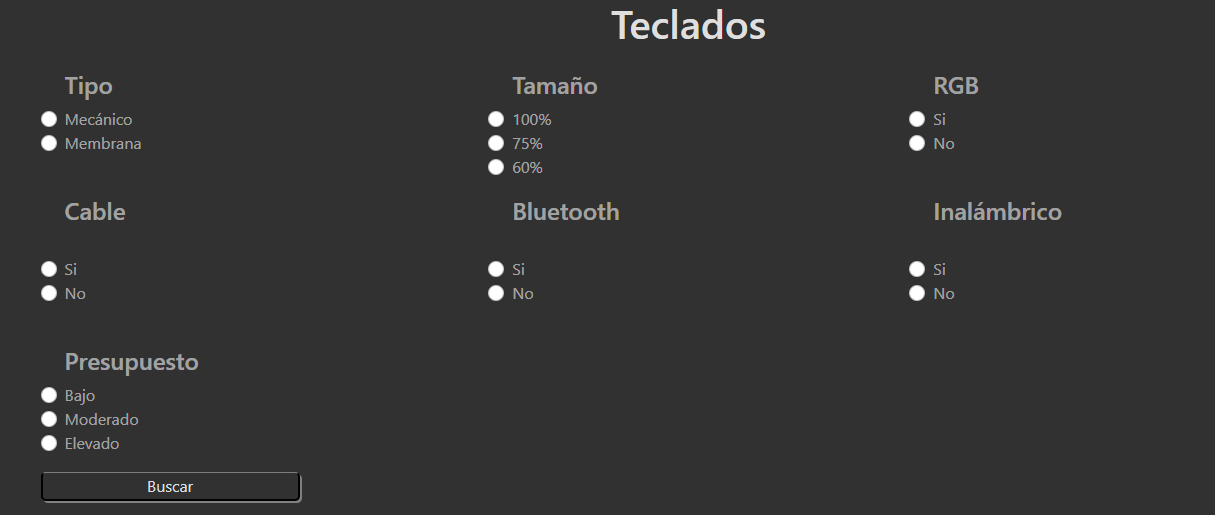 Teclados
Tipo
Mecánico
Membrana
Tamaño
100%
75%
60%
RGB
Si
No
Cable
Si
No
Bluetooth
Si
No
Inalámbrico
Si
No
Presupuesto
Bajo
Moderado
Elevado
Buscar